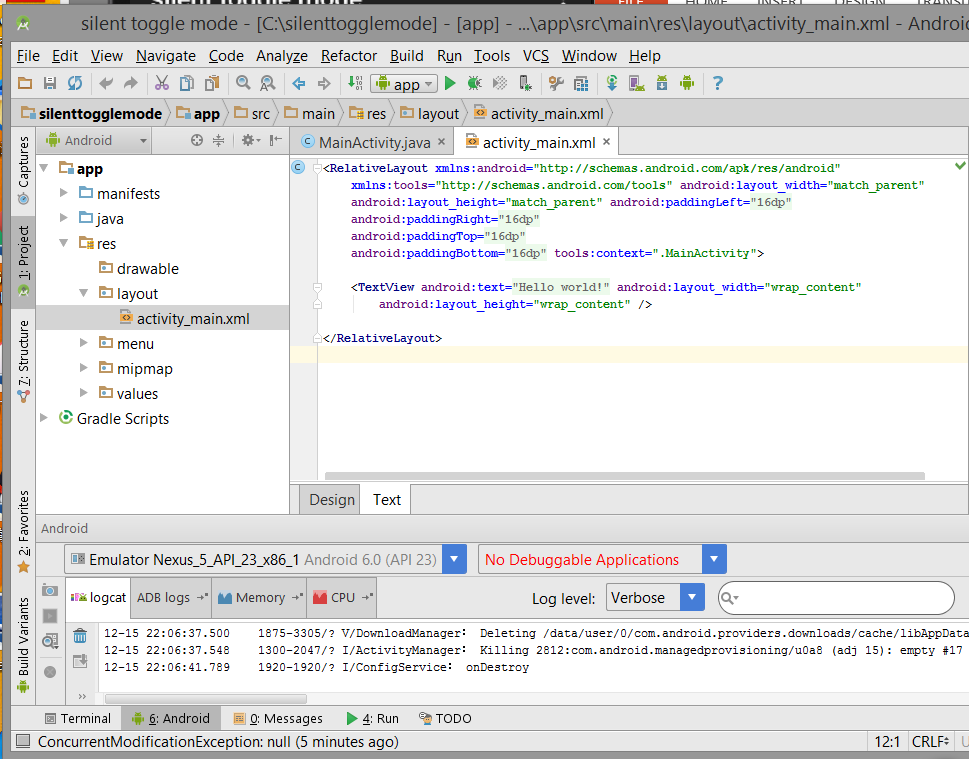 silent toggle mode
FILE HOME INSERT DESIGN
silent toggle mode - [C:\silenttogglemode] - [app] - ...\app\src\main\res\layout\activity_main.xml - Android
File Edit View Navigate Code Analyze Refactor Build Run Tools VCS Window Help
app
silenttogglemode app src main res layout activity_main.xml
Captures
1: Project
7: Structure
2: Favorites
Build Variants
Android
MainActivity.java
activity_main.xml
app
manifests
java
res
drawable
layout
activity_main.xml
menu
mipmap
values
Gradle Scripts
<RelativeLayout xmlns:android="http://schemas.android.com/apk/res/android"
xmlns:tools="http://schemas.android.com/tools" android:layout_width="match_parent"
android:layout_height="match_parent" android:paddingLeft="16dp"
android:paddingRight="16dp"
android:paddingTop="16dp"
android:paddingBottom="16dp" tools:context=".MainActivity">
<TextView android:text="Hello world!" android:layout_width="wrap_content"
android:layout_height="wrap_content" />
</RelativeLayout>
Design Text
Android
Emulator Nexus_5_API_23_x86_1 Android 6.0 (API 23) No Debuggable Applications
logcat ADB logs Memory CPU Log level: Verbose
12-15 22:06:37.500 1875-3305/? V/DownloadManager: Deleting /data/user/0/com.android.providers.downloads/cache/libAppData
12-15 22:06:37.548 1300-2047/? I/ActivityManager: Killing 2812:com.android.managedprovisioning/u0a8 (adj 15): empty #17
12-15 22:06:41.789 1920-1920/? I/ConfigService: onDestroy
Terminal 6: Android 0: Messages 4: Run TODO
ConcurrentModificationException: null (5 minutes ago) 12:1 CRLF